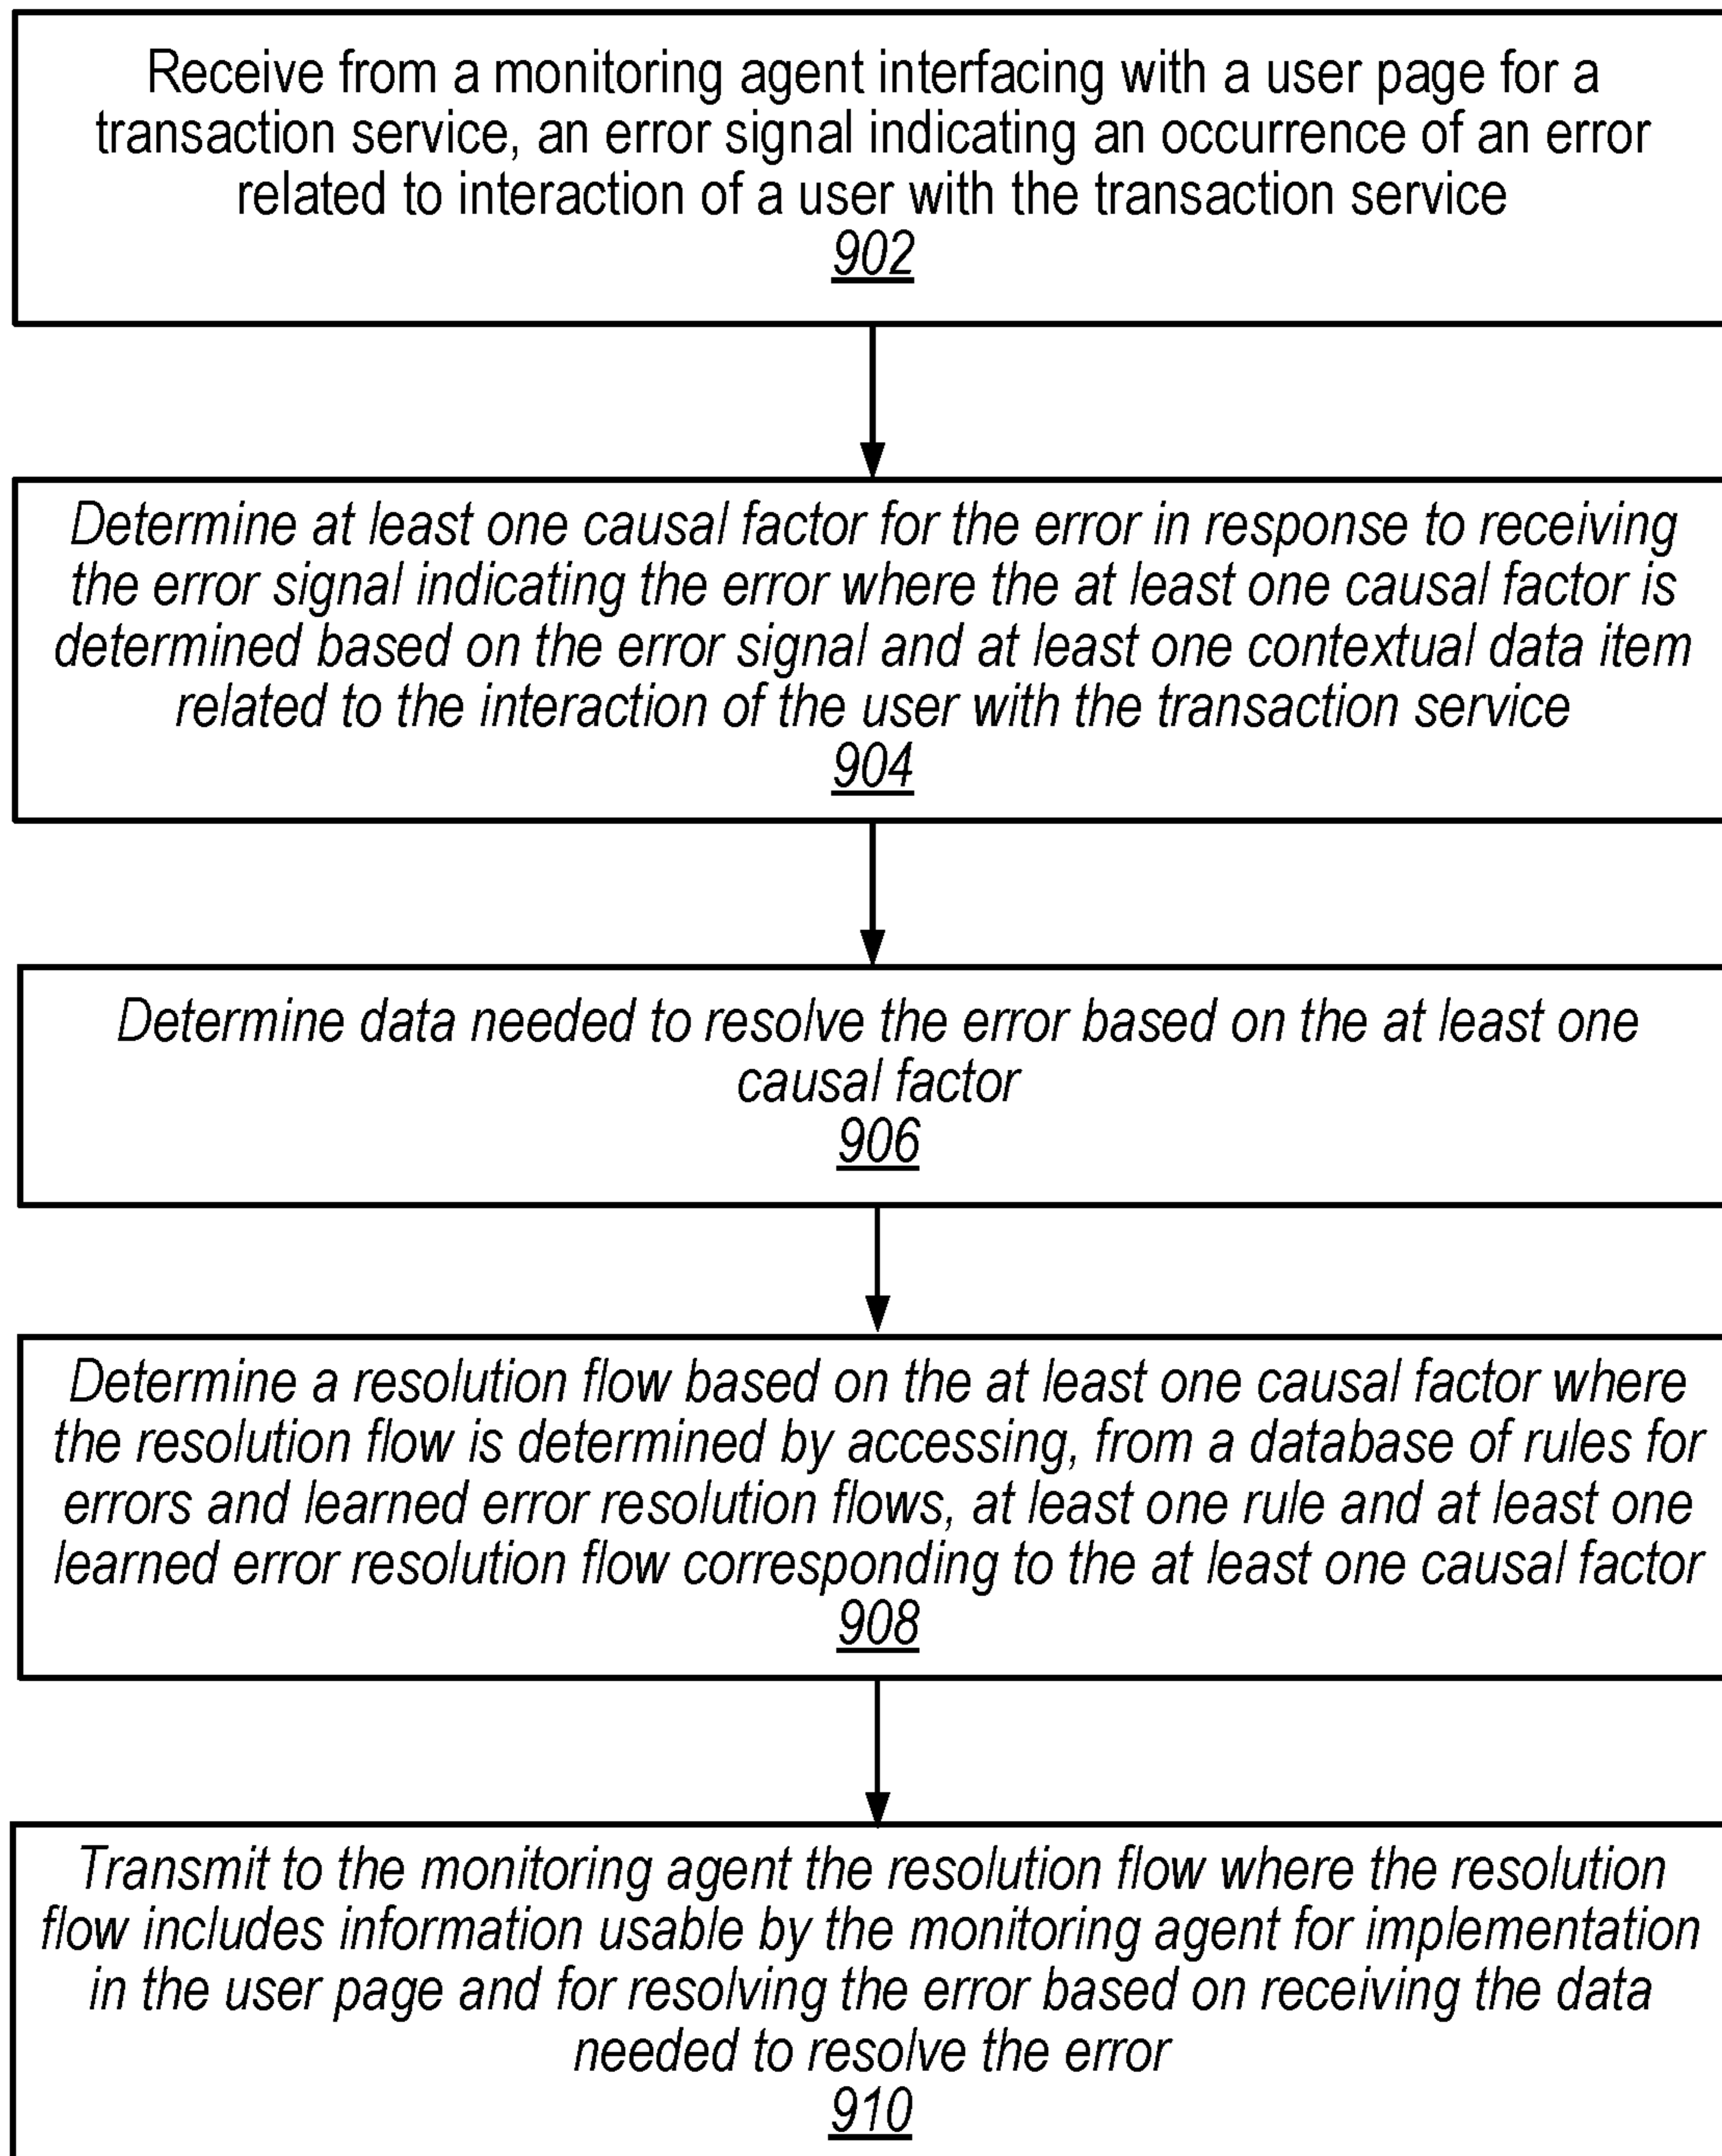 Receive from a monitoring agent interfacing with a user page for a
transaction service, an error signal indicating an occurrence of an error
related to interaction of a user with the transaction service
902
Determine at least one causal factor for the error in response to receiving
the error signal indicating the error where the at least one causal factor is
determined based on the error signal and at least one contextual data item
related to the interaction of the user with the transaction service
904
Determine data needed to resolve the error based on the at least one
causal factor
906
Determine a resolution flow based on the at least one causal factor where
the resolution flow is determined by accessing, from a database of rules for
errors and learned error resolution flows, at least one rule and at least one
learned error resolution flow corresponding to the at least one causal factor
908
Transmit to the monitoring agent the resolution flow where the resolution
flow includes information usable by the monitoring agent for implementation
in the user page and for resolving the error based on receiving the data
needed to resolve the error
910